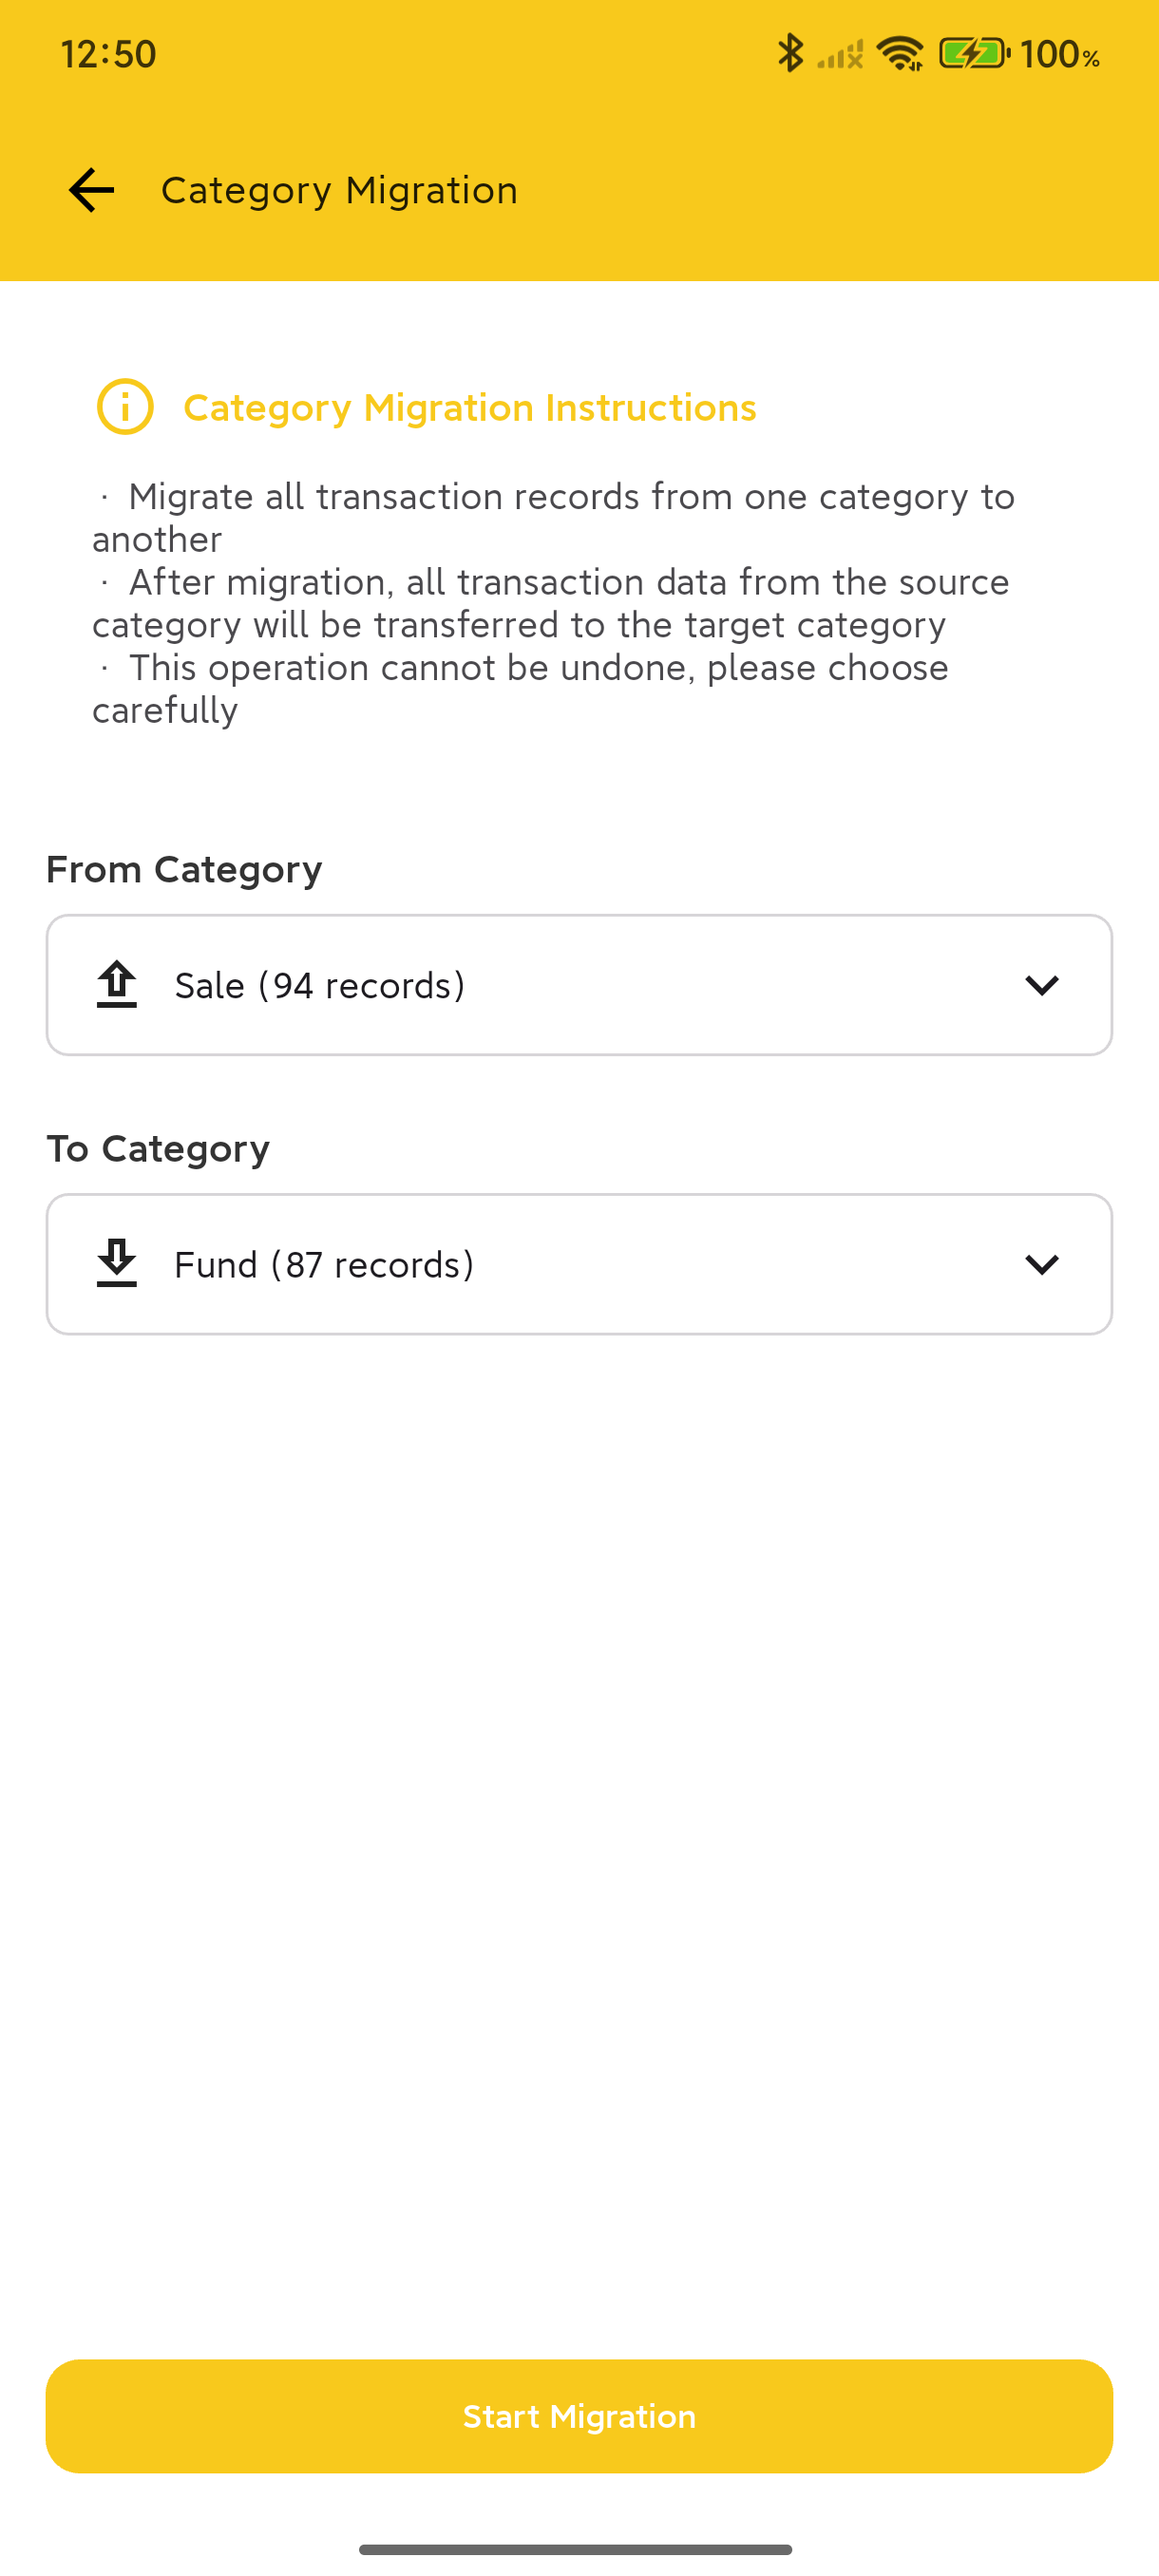 12:50
100%
Category Migration
Category Migration Instructions
· Migrate all transaction records from one category to
another
· After migration, all transaction data from the source
category will be transferred to the target category
· This operation cannot be undone, please choose
carefully
From Category
Sale (94 records)
To Category
Fund (87 records)
Start Migration